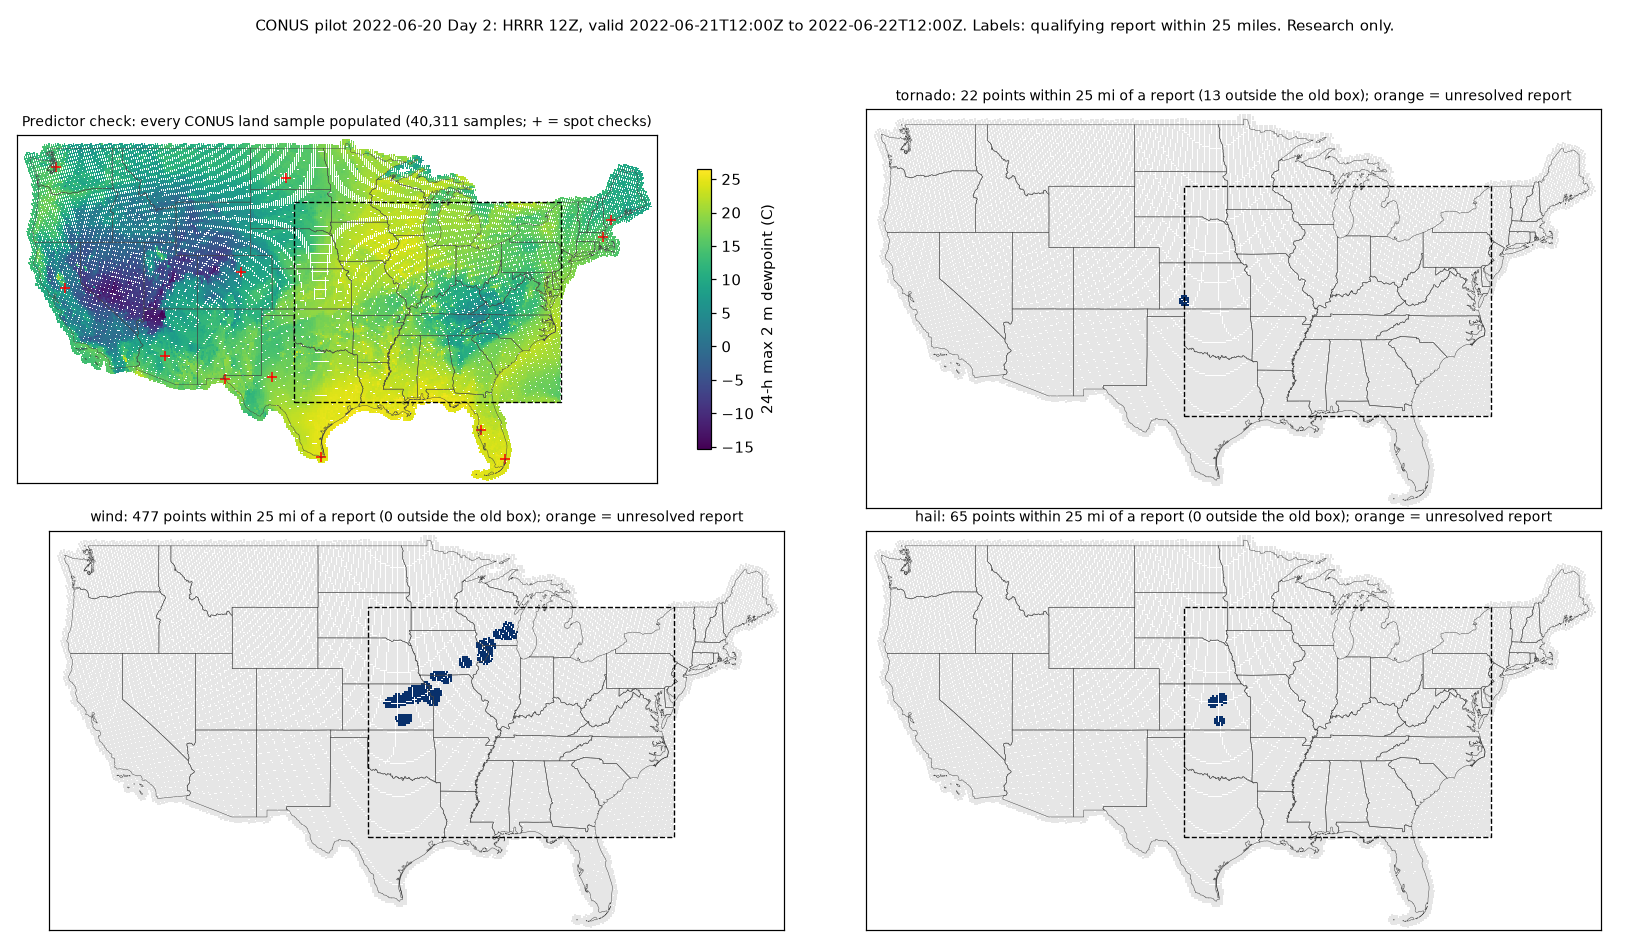 CONUS pilot 2022-06-20 Day 2: HRRR 12Z, valid 2022-06-21T12:00Z to 2022-06-22T12:00Z. Labels: qualifying report within 25 miles. Research only.
Predictor check: every CONUS land sample populated (40,311 samples; + = spot checks)
25
20
15
10
5
0
−5
−10
−15
24-h max 2 m dewpoint (C)
tornado: 22 points within 25 mi of a report (13 outside the old box); orange = unresolved report
wind: 477 points within 25 mi of a report (0 outside the old box); orange = unresolved report
hail: 65 points within 25 mi of a report (0 outside the old box); orange = unresolved report